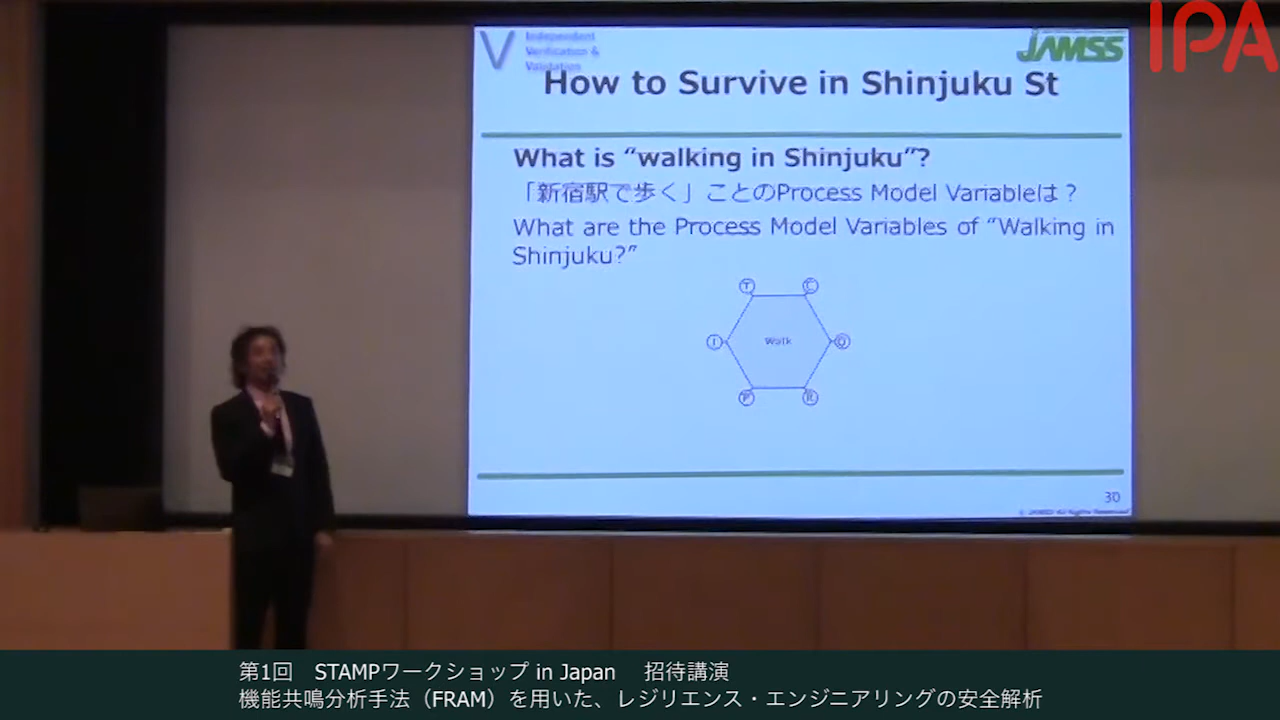 IPA
V
Independent
Verification &
Validation
JAMSS
How to Survive in Shinjuku St
What is “walking in Shinjuku”?
「新宿駅で歩く」ことのProcess Model Variableは？
What are the Process Model Variables of “Walking in
Shinjuku?”
T
C
I
Walk
O
P
R
30
All Rights Reserved
第1回 STAMPワークショップ in Japan 招待講演
機能共鳴分析手法（FRAM）を用いた、レジリエンス・エンジニアリングの安全解析